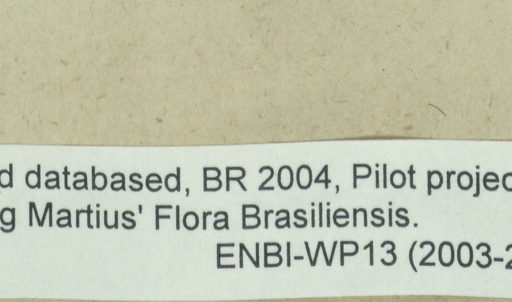 d databased, BR 2004, Pilot projec
g Martius' Flora Brasiliensis.
ENBI-WP13 (2003-2